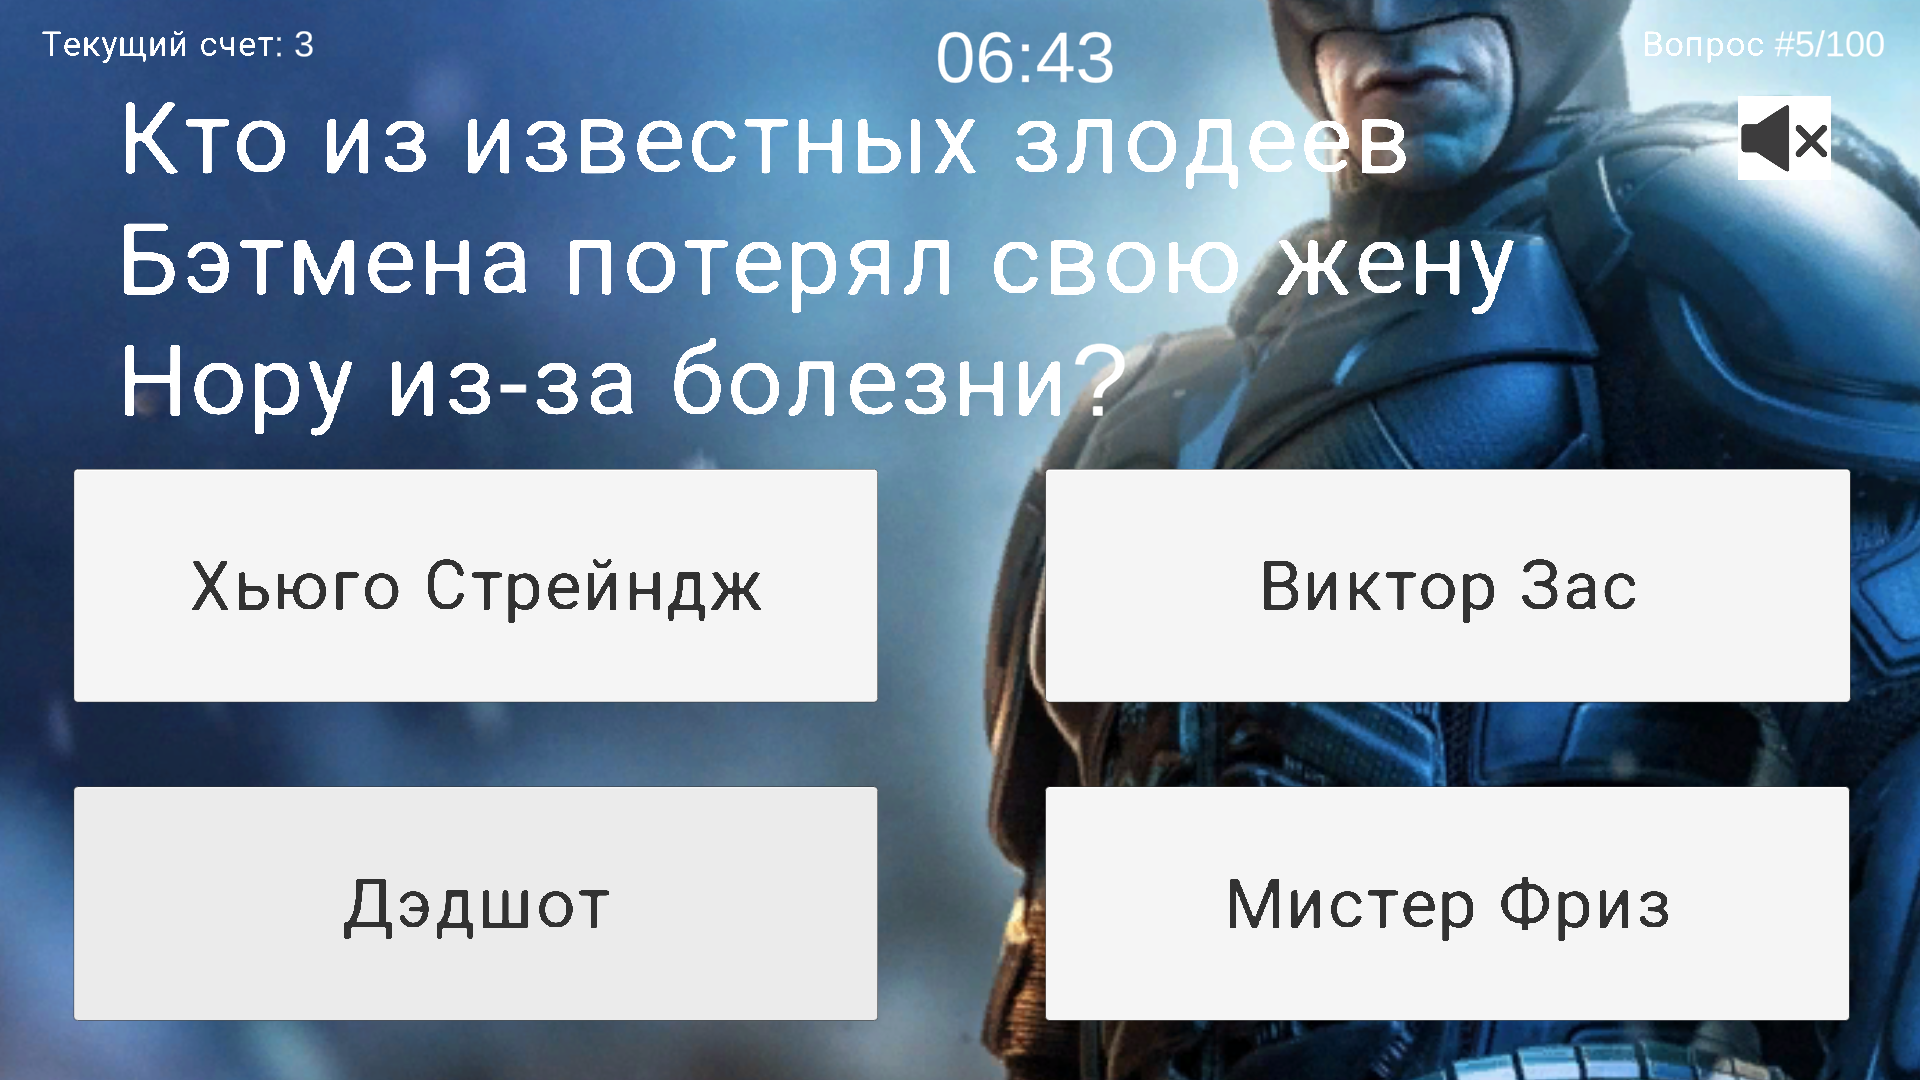 Текущий счет: 3
06:43
Вопрос #5/100
Кто из известных злодеев
Бэтмена потерял свою жену
Нору из-за болезни?
Хьюго Стрейндж
Виктор Зас
Дэдшот
Мистер Фриз